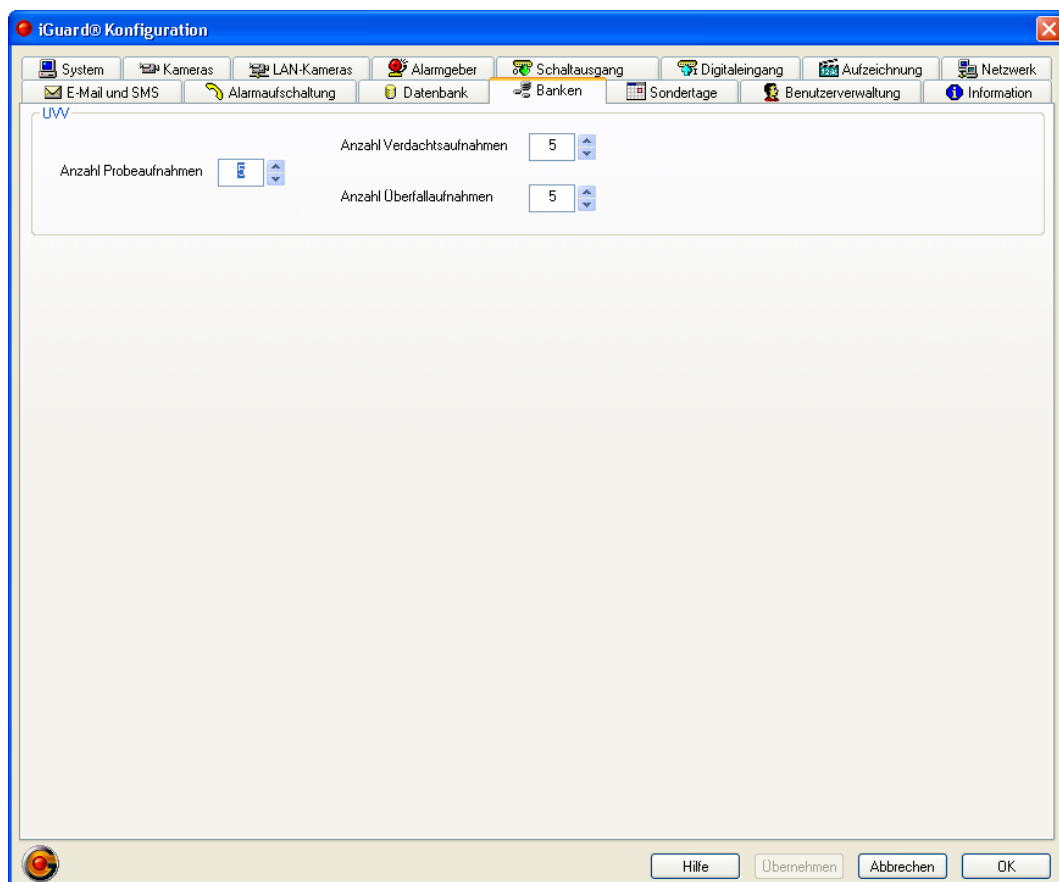 iGuard® Konfiguration
System Kameras LAN-Kameras Alarmgeber Schaltausgang Digitaleingang Aufzeichnung Netzwerk
E-Mail und SMS Alarmaufschaltung Datenbank Banken Sondertage Benutzerverwaltung Information
UVV
Anzahl Verdachtsaufnahmen 5
Anzahl Probeaufnahmen 5
Anzahl Überfallaufnahmen 5
Hilfe Übernehmen Abbrechen OK